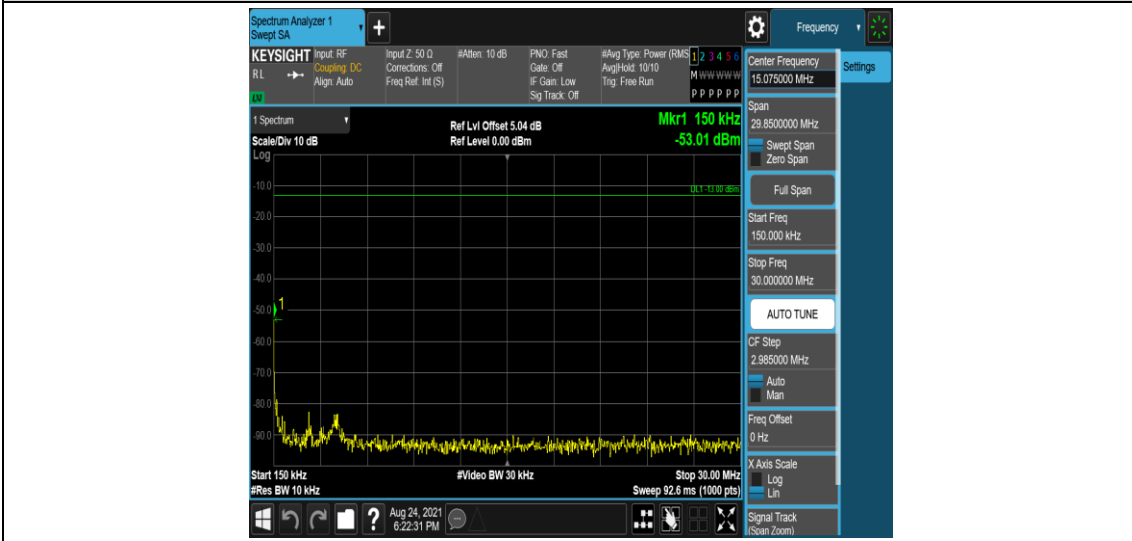 Spectrum Analyzer 1
Swept SA
+
Frequency
KEYSIGHT
RL
LXI
Input: RF
Coupling: DC
Align: Auto
Input Z: 50 Ω
Corrections: Off
Freq Ref: Int (S)
#Atten: 10 dB
PNO: Fast
Gate: Off
IF Gain: Low
Sig Track: Off
#Avg Type: Power (RMS
Avg|Hold: 10/10
Trig: Free Run
1 2 3 4 5 6
M W W W W W
P P P P P P
1 Spectrum
Scale/Div 10 dB
Log
Ref Lvl Offset 5.04 dB
Ref Level 0.00 dBm
Mkr1 150 kHz
-53.01 dBm
DL1 -13.00 dBm
-10.0
-20.0
-30.0
-40.0
-50.0
1
-60.0
-70.0
-80.0
-90.0
Start 150 kHz
#Res BW 10 kHz
#Video BW 30 kHz
Stop 30.00 MHz
Sweep 92.6 ms (1000 pts)
Center Frequency
15.075000 MHz
Settings
Span
29.8500000 MHz
Swept Span
Zero Span
Full Span
Start Freq
150.000 kHz
Stop Freq
30.000000 MHz
AUTO TUNE
CF Step
2.985000 MHz
Auto
Man
Freq Offset
0 Hz
X Axis Scale
Log
Lin
Signal Track
(Span Zoom)
?
Aug 24, 2021
6:22:31 PM